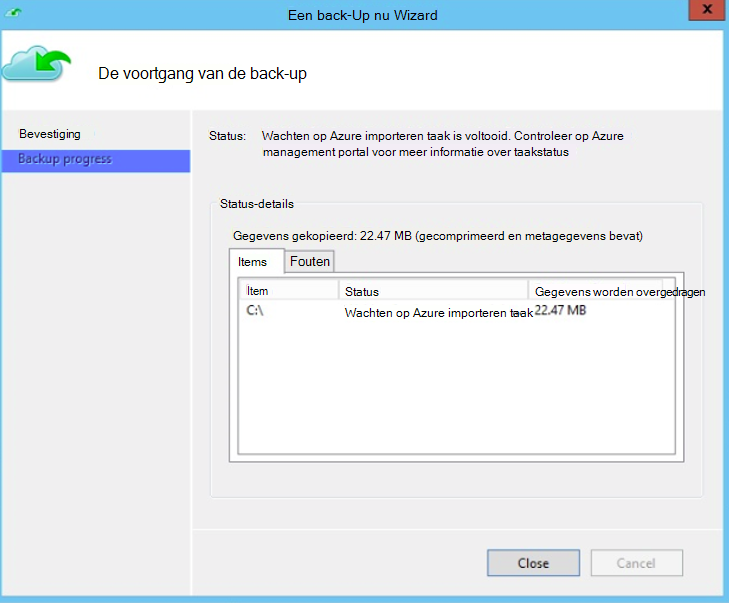 Een back-Up nu Wizard
De voortgang van de back-up
Bevestiging
Backup progress
Status: Wachten op Azure importeren taak is voltooid. Controleer op Azure
management portal voor meer informatie over taakstatus
Status-details
Gegevens gekopieerd: 22.47 MB (gecomprimeerd en metagegevens bevat)
Items Fouten
Item Status Gegevens worden overgedragen
C:\ Wachten op Azure importeren taak 22.47 MB
Close Cancel